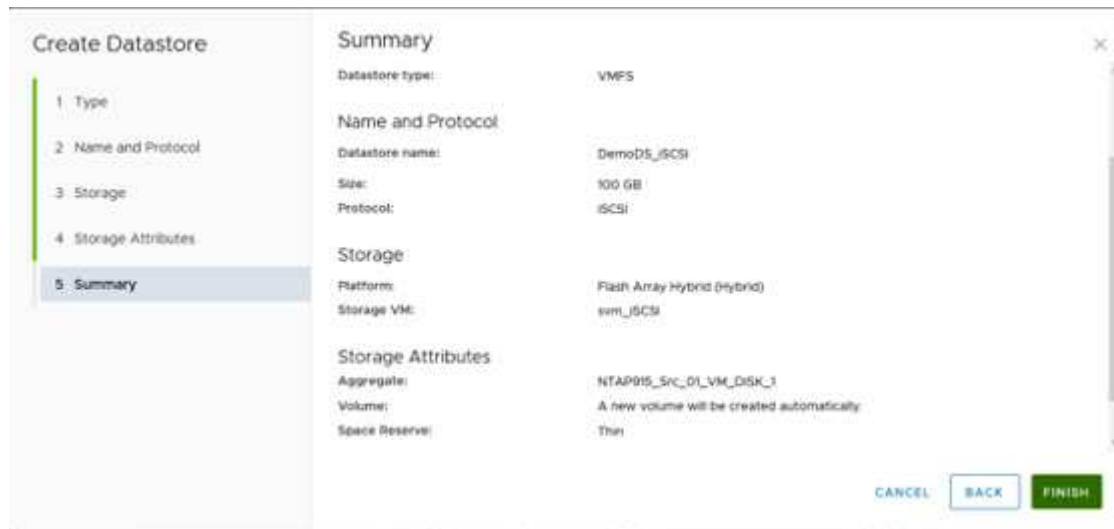 Create Datastore
1 Type
2 Name and Protocol
3 Storage
4 Storage Attributes
5 Summary
Summary
Datastore type: VMFS
Name and Protocol
Datastore name: DemoDS_iSCSI
Size: 100 GB
Protocol: iSCSI
Storage
Platform: Flash Array Hybrid (Hybrid)
Storage VM: svm_iSCSI
Storage Attributes
Aggregate: NTAP915_Src_01_VM_DISK_1
Volume: A new volume will be created automatically.
Space Reserve: Thin
CANCEL BACK FINISH